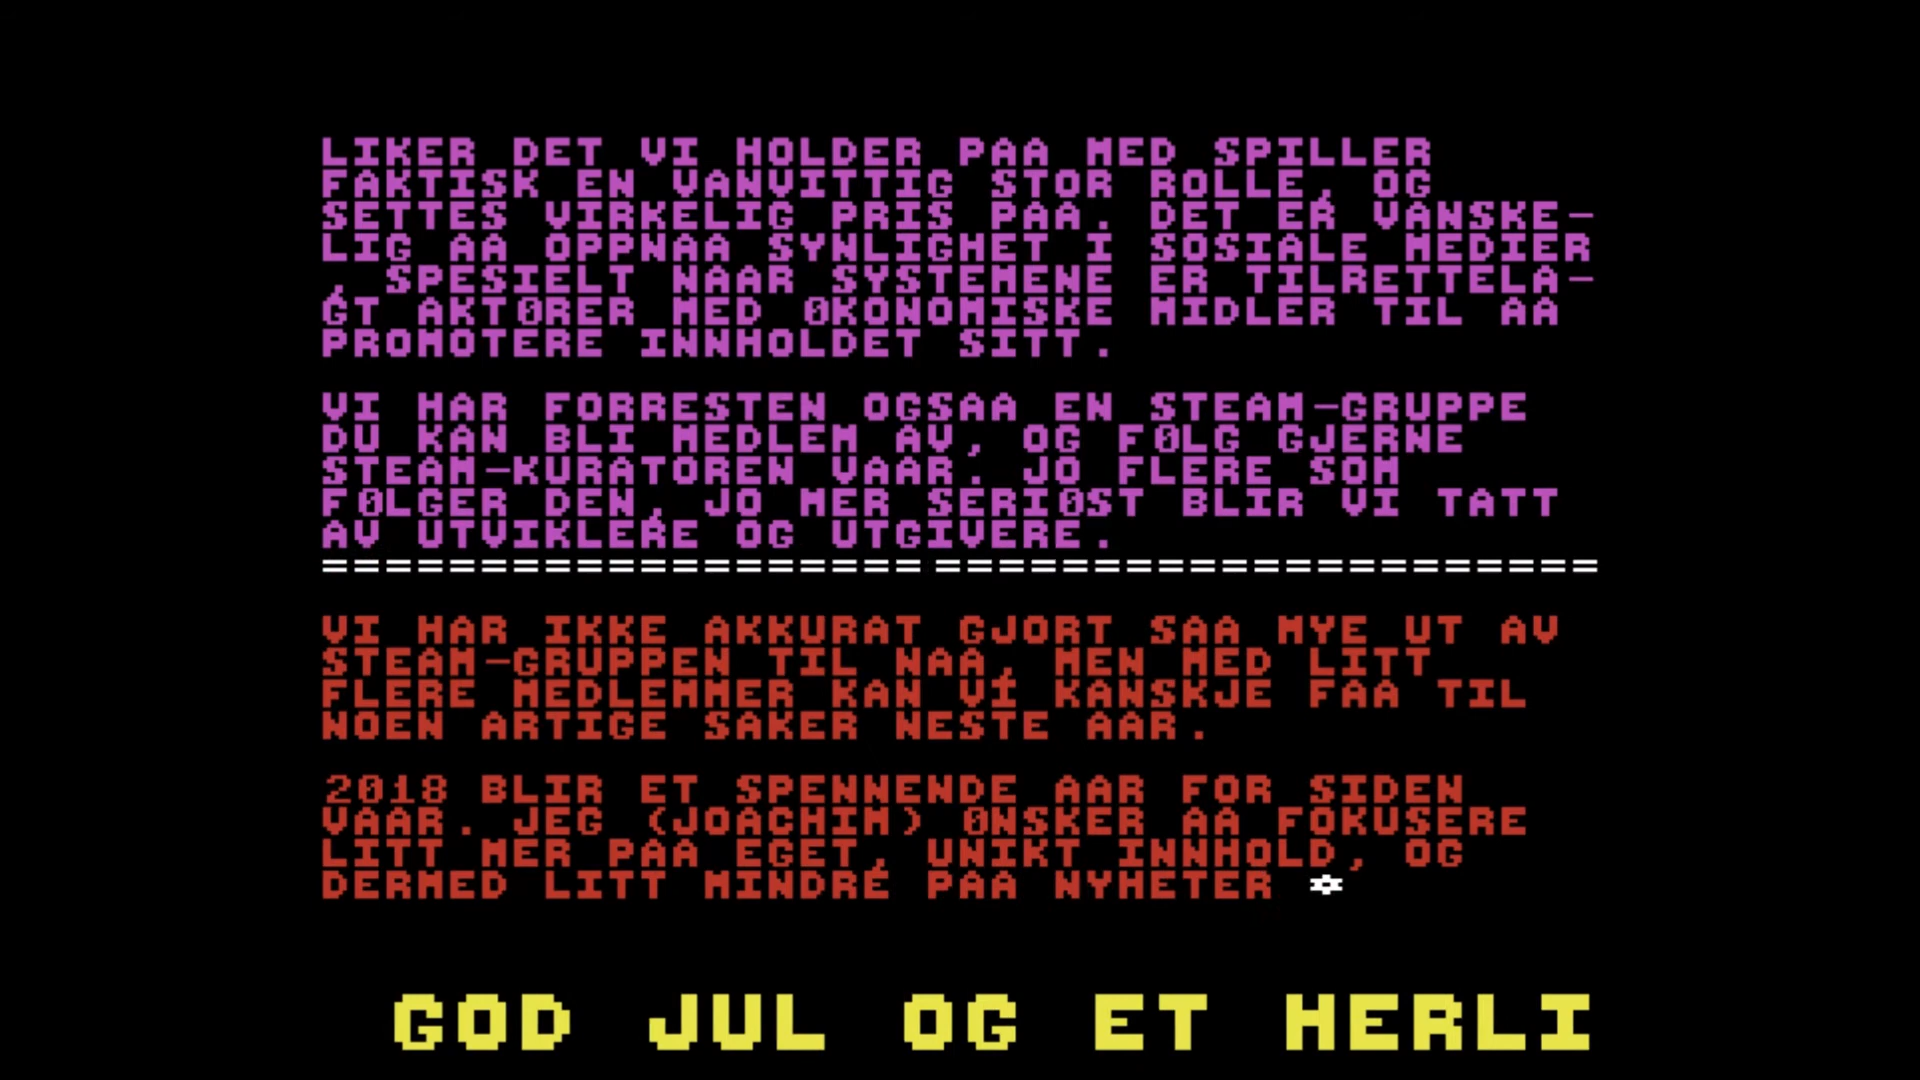 LIKER DET VI HOLDER PAA MED SPILLER
FAKTISK EN VANVITTIG STOR ROLLE, OG
SETTES VIRKELIG PRIS PAA. DET ER VANSKE-
LIG AA OPPNAA SYNLIGHET I SOSIALE MEDIER
, SPESIELT NAAR SYSTEMENE ER TILRETTELA-
GT AKTØRER MED ØKONOMISKE MIDLER TIL AA
PROMOTERE INNHOLDET SITT.
VI HAR FORRESTEN OGSAA EN STEAM-GRUPPE
DU KAN BLI MEDLEM AV, OG FØLG GJERNE
STEAM-KURATOREN VAAR. JO FLERE SOM
FØLGER DEN, JO MER SERIØST BLIR VI TATT
AV UTVIKLERE OG UTGIVERE.
========================================
VI HAR IKKE AKKURAT GJORT SAA MYE UT AV
STEAM-GRUPPEN TIL NAA, MEN MED LITT
FLERE MEDLEMMER KAN VI KANSKJE FAA TIL
NOEN ARTIGE SAKER NESTE AAR.
2018 BLIR ET SPENNENDE AAR FOR SIDEN
VAAR. JEG (JOACHIM) ØNSKER AA FOKUSERE
LITT MER PAA EGET, UNIKT INNHOLD, OG
DERMED LITT MINDRE PAA NYHETER
GOD JUL OG ET HERLI